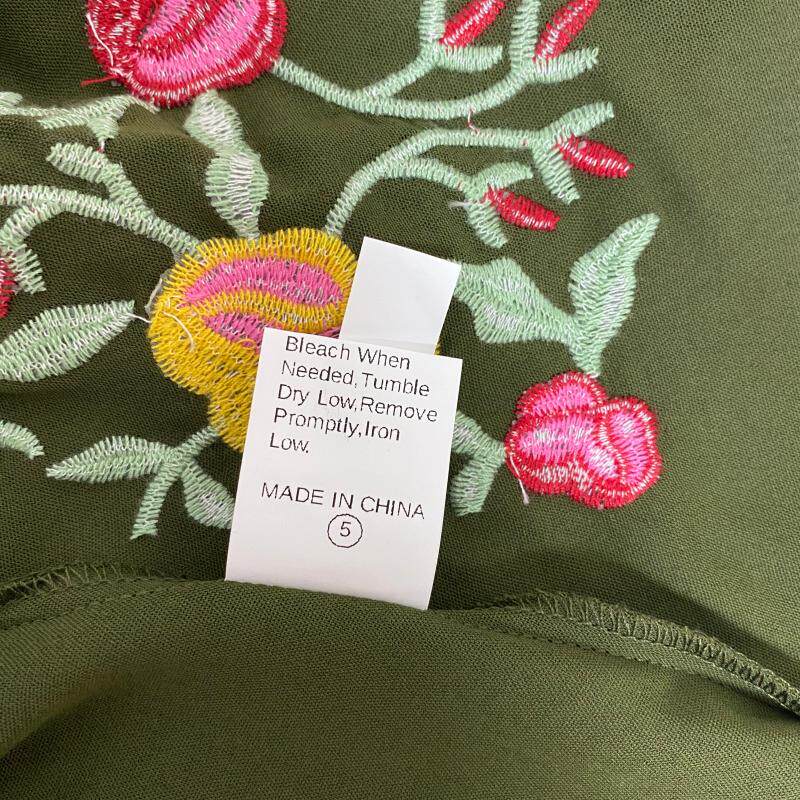 Bleach When
Needed,Tumble
Dry Low,Remove
Promptly,Iron
Low.
MADE IN CHINA
5